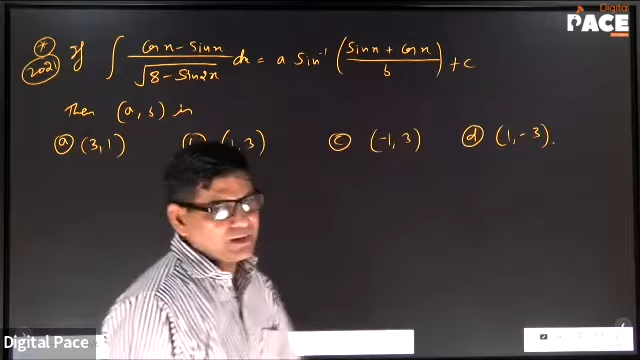 Digital
PACE
* If ∫ (Cos x - Sin x)/√(8 - Sin 2x) dx = a Sin⁻¹ ((Sin x + Cos x)/b) + c
2021
Then (a, b) is
(a) (3, 1) (b) (1, 3) (c) (-1, 3) (d) (1, -3).
Digital Pace